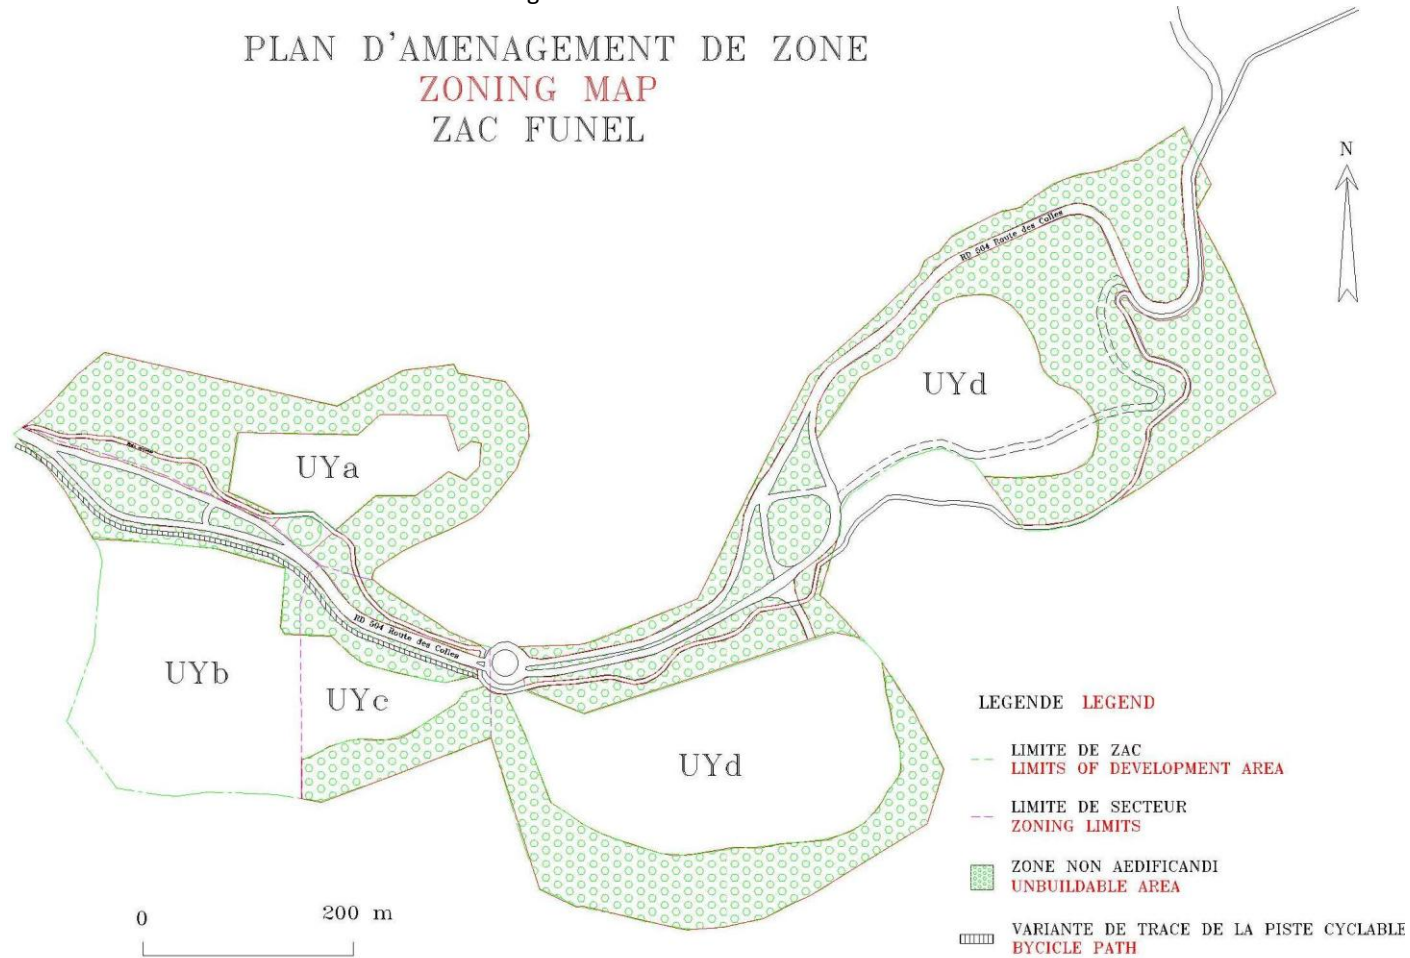 PLAN D'AMENAGEMENT DE ZONE
ZONING MAP
ZAC FUNEL
N
RD 504 Route des Colles
UYd
UYa
RD 504 Route des Colles
UYb
UYc
UYd
LEGENDE LEGEND
LIMITE DE ZAC
LIMITS OF DEVELOPMENT AREA
LIMITE DE SECTEUR
ZONING LIMITS
ZONE NON AEDIFICANDI
UNBUILDABLE AREA
VARIANTE DE TRACE DE LA PISTE CYCLABLE
BYCICLE PATH
0 200 m